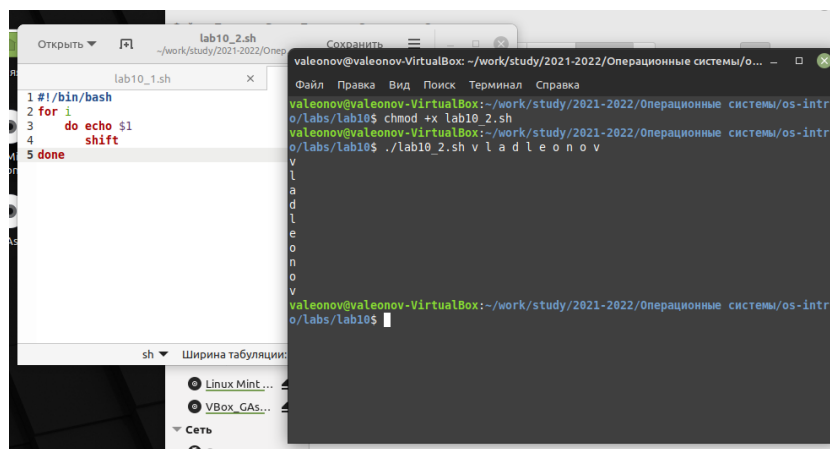 Открыть
lab10_2.sh
~/work/study/2021-2022/Опер
Сохранить
lab10_1.sh ×
1 #!/bin/bash
2 for i
3 do echo $1
4 shift
5 done
sh Ширина табуляции:
Linux Mint ...
VBox_GAs...
Сеть
valeonov@valeonov-VirtualBox: ~/work/study/2021-2022/Операционные системы/о...
Файл Правка Вид Поиск Терминал Справка
valeonov@valeonov-VirtualBox:~/work/study/2021-2022/Операционные системы/os-intr
o/labs/lab10$ chmod +x lab10_2.sh
valeonov@valeonov-VirtualBox:~/work/study/2021-2022/Операционные системы/os-intr
o/labs/lab10$ ./lab10_2.sh v l a d l e o n o v
v
l
a
d
l
e
o
n
o
v
valeonov@valeonov-VirtualBox:~/work/study/2021-2022/Операционные системы/os-intr
o/labs/lab10$